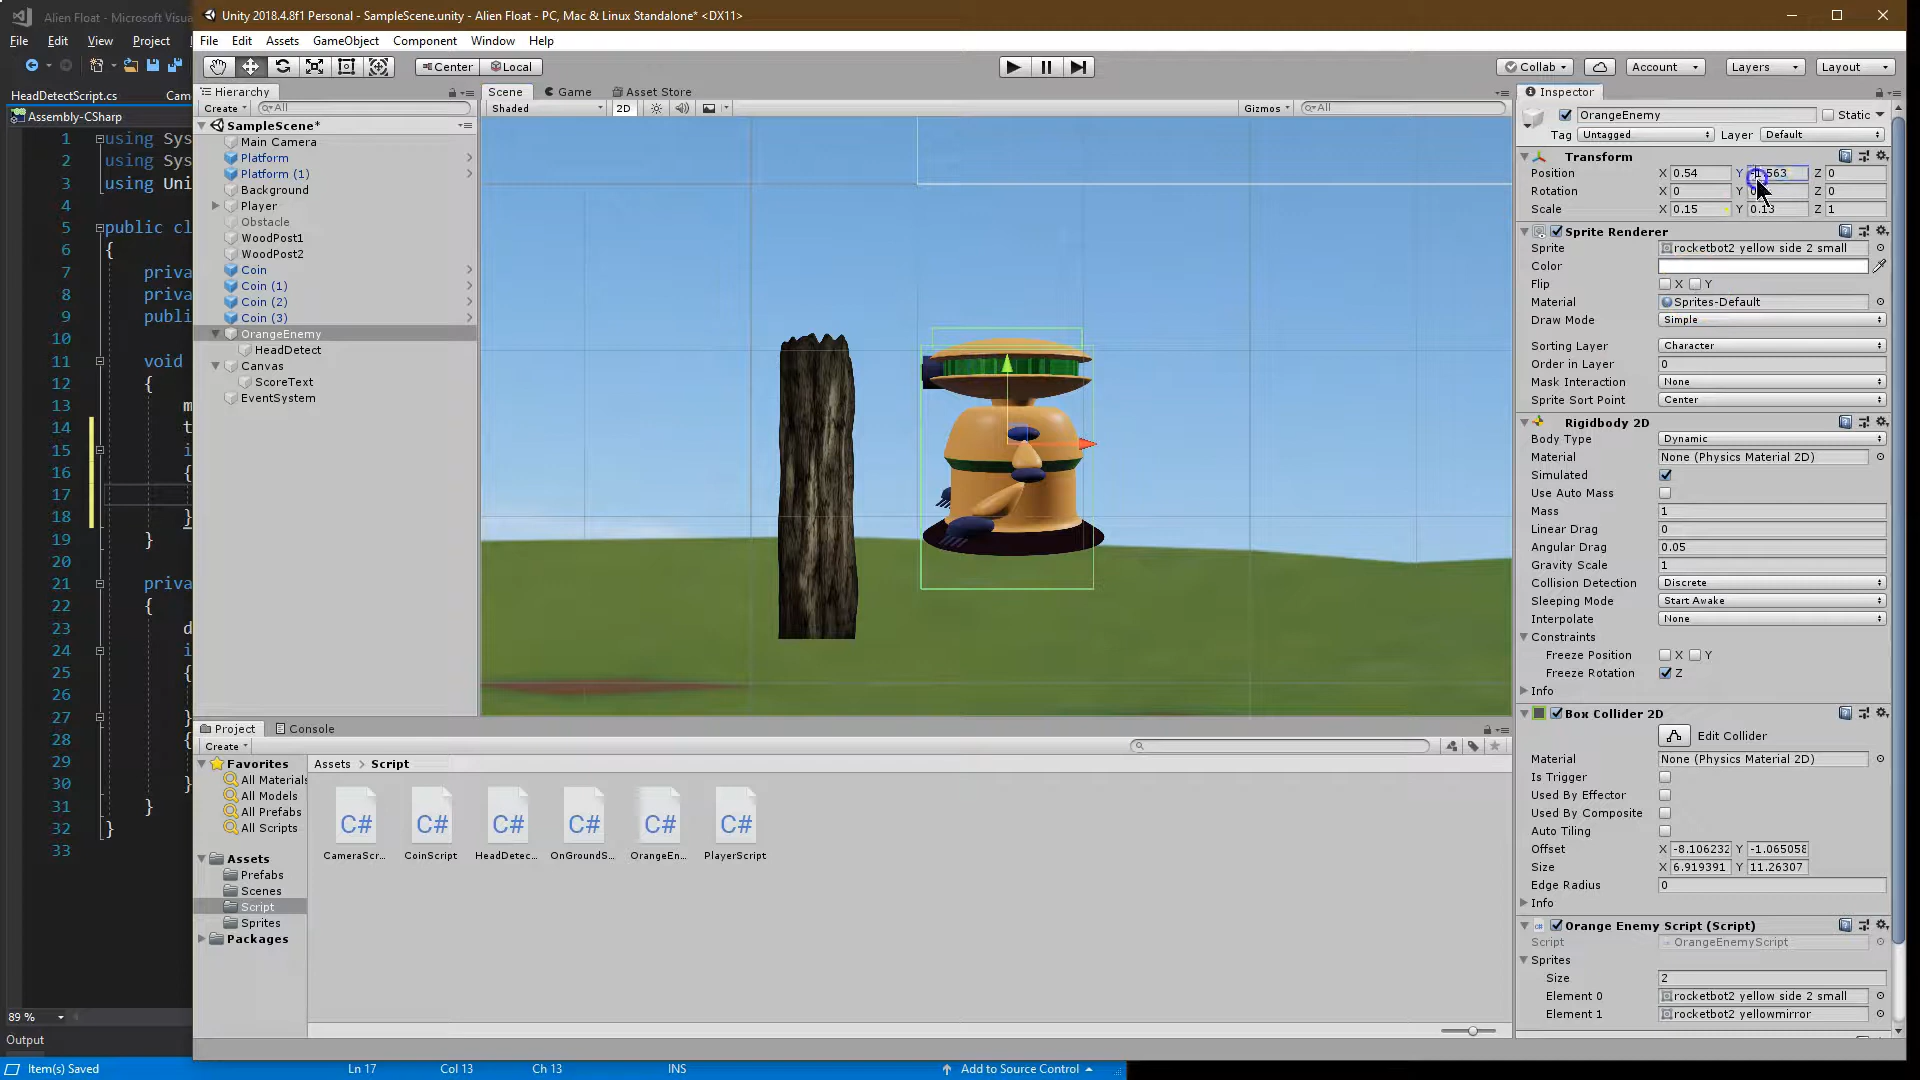 Alien Float - Microsoft Visu
File Edit View Project
HeadDetectScript.cs Cam
Assembly-CSharp
1 using Sys
2 using Sys
3 using Uni
4
5 public cl
6 {
7 priva
8 priva
9 publi
10
11 void
12 {
13 m
14 t
15 i
16 {
17
18 }
19 }
20
21 priva
22 {
23 d
24 i
25 {
26
27 }
28 {
29
30 }
31 }
32 }
33
89 %
Output
Item(s) Saved Ln 17 Col 13 Ch 13 INS Add to Source Control
Unity 2018.4.8f1 Personal - SampleScene.unity - Alien Float - PC, Mac & Linux Standalone* <DX11>
File Edit Assets GameObject Component Window Help
Center Local Collab Account Layers Layout
Hierarchy
Create All
SampleScene*
Main Camera
Platform
Platform (1)
Background
Player
Obstacle
WoodPost1
WoodPost2
Coin
Coin (1)
Coin (2)
Coin (3)
OrangeEnemy
HeadDetect
Canvas
ScoreText
EventSystem
Scene Game Asset Store
Shaded 2D Gizmos All
Project Console
Create
Favorites
All Materials
All Models
All Prefabs
All Scripts
Assets
Prefabs
Scenes
Script
Sprites
Packages
Assets Script
C# C# C# C# C# C#
CameraScr... CoinScript HeadDetec... OnGroundS... OrangeEn... PlayerScript
Inspector
OrangeEnemy Static
Tag Untagged Layer Default
Transform
Position X 0.54 Y -1.563 Z 0
Rotation X 0 Y Z 0
Scale X 0.15 Y 0.13 Z 1
Sprite Renderer
Sprite rocketbot2 yellow side 2 small
Color
Flip X Y
Material Sprites-Default
Draw Mode Simple
Sorting Layer Character
Order in Layer 0
Mask Interaction None
Sprite Sort Point Center
Rigidbody 2D
Body Type Dynamic
Material None (Physics Material 2D)
Simulated
Use Auto Mass
Mass 1
Linear Drag 0
Angular Drag 0.05
Gravity Scale 1
Collision Detection Discrete
Sleeping Mode Start Awake
Interpolate None
Constraints
Freeze Position X Y
Freeze Rotation Z
Info
Box Collider 2D
Edit Collider
Material None (Physics Material 2D)
Is Trigger
Used By Effector
Used By Composite
Auto Tiling
Offset X -8.106232 Y -1.065058
Size X 6.919391 Y 11.26307
Edge Radius 0
Info
Orange Enemy Script (Script)
Script OrangeEnemyScript
Sprites
Size 2
Element 0 rocketbot2 yellow side 2 small
Element 1 rocketbot2 yellowmirror